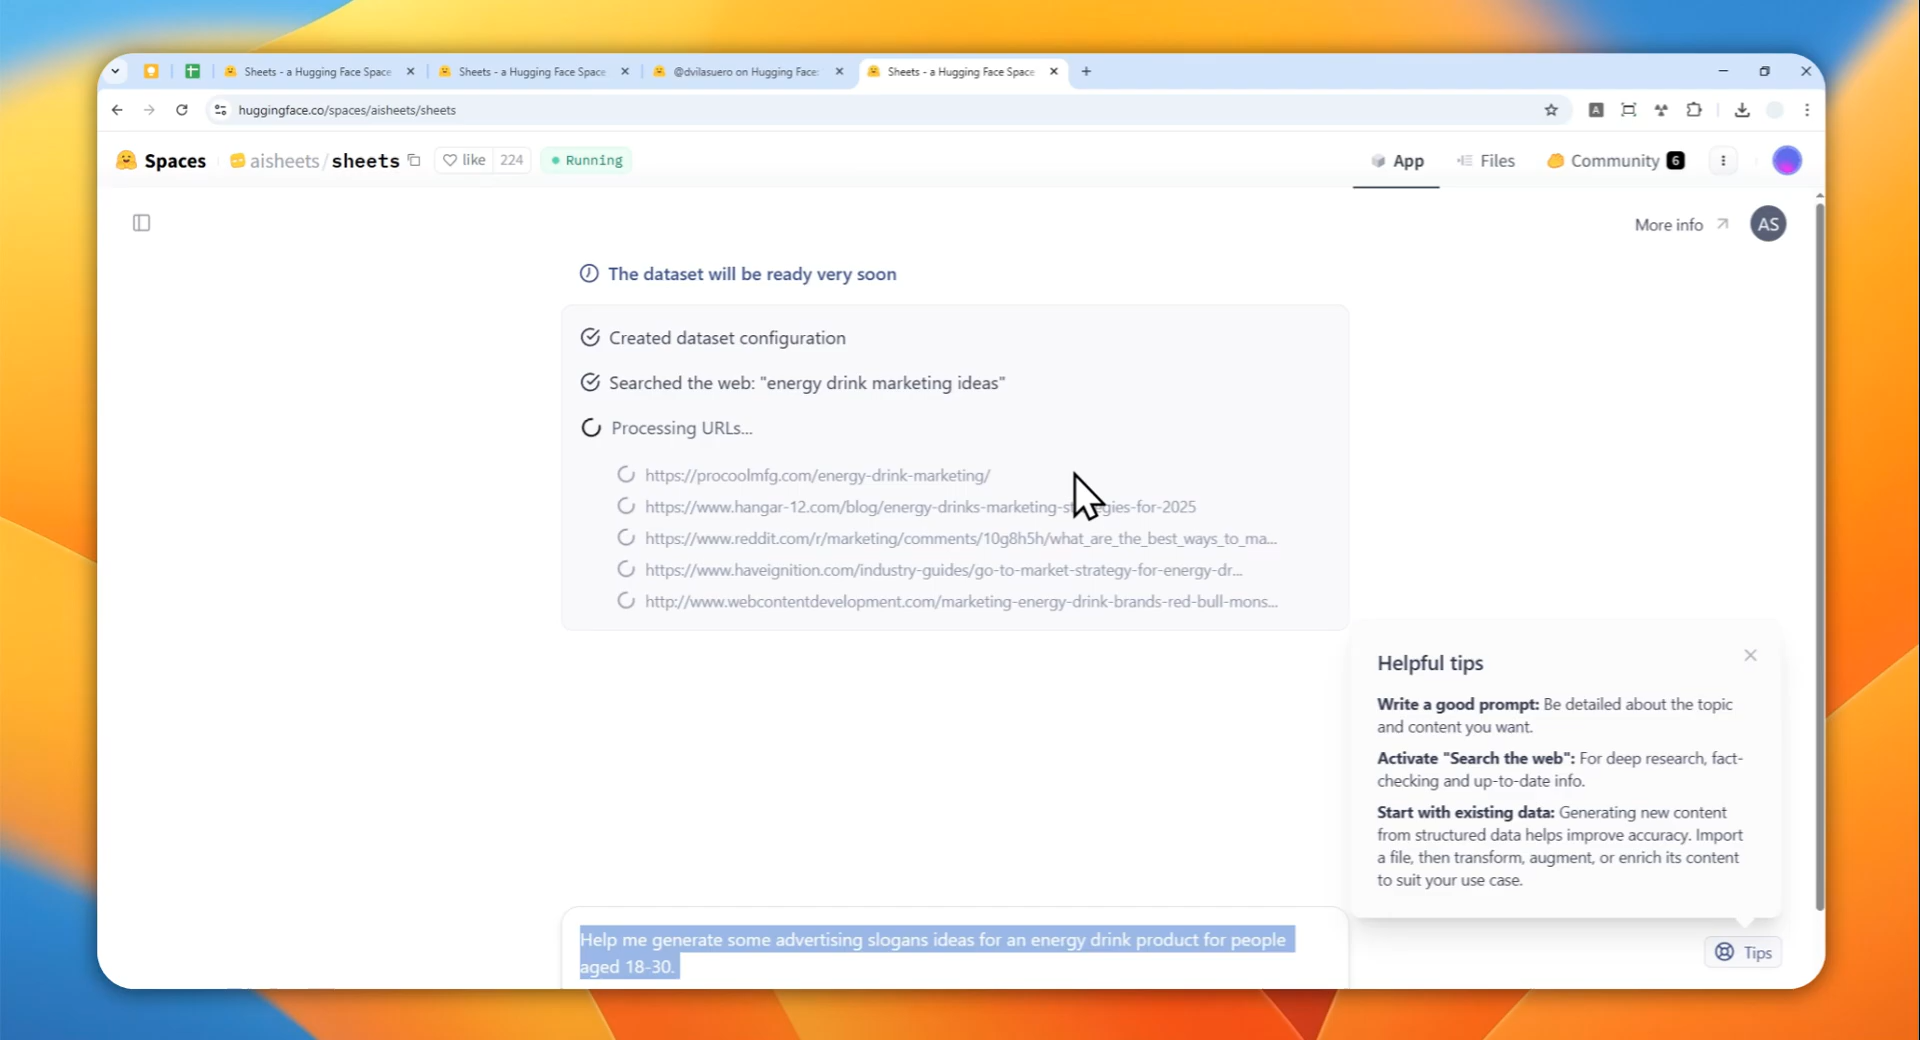 Sheets - a Hugging Face Space
Sheets - a Hugging Face Space
@dvilasuero on Hugging Face:
Sheets - a Hugging Face Space
huggingface.co/spaces/aisheets/sheets
A
Spaces
aisheets/sheets
like 224
Running
App
Files
Community 6
More info
AS
The dataset will be ready very soon
Created dataset configuration
Searched the web: "energy drink marketing ideas"
Processing URLs...
https://procoolmfg.com/energy-drink-marketing/
https://www.hangar-12.com/blog/energy-drinks-marketing-st gies-for-2025
https://www.reddit.com/r/marketing/comments/10g8h5h/what_are_the_best_ways_to_ma...
https://www.haveignition.com/industry-guides/go-to-market-strategy-for-energy-dr...
http://www.webcontentdevelopment.com/marketing-energy-drink-brands-red-bull-mons...
Helpful tips
Write a good prompt: Be detailed about the topic
and content you want.
Activate "Search the web": For deep research, fact-
checking and up-to-date info.
Start with existing data: Generating new content
from structured data helps improve accuracy. Import
a file, then transform, augment, or enrich its content
to suit your use case.
Help me generate some advertising slogans ideas for an energy drink product for people
aged 18-30.
Tips